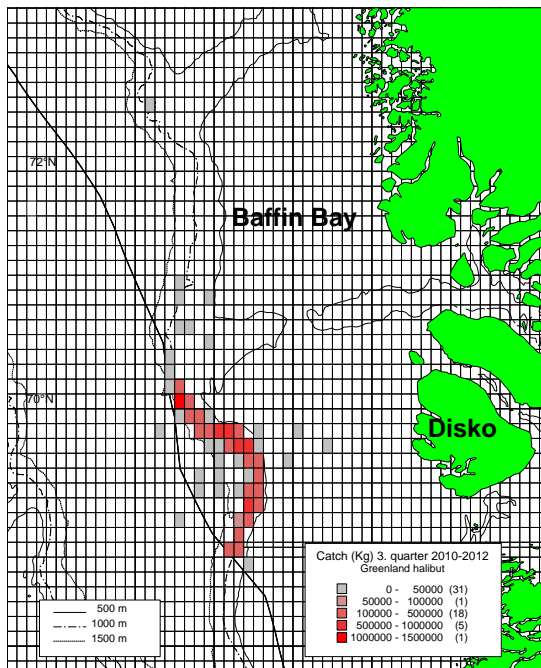 72°N
Baffin Bay
70°N
Disko
Catch (Kg) 3. quarter 2010-2012
Greenland halibut
0 - 50000 (31)
50000 - 100000 (1)
100000 - 500000 (18)
500000 - 1000000 (5)
1000000 - 1500000 (1)
500 m
1000 m
1500 m